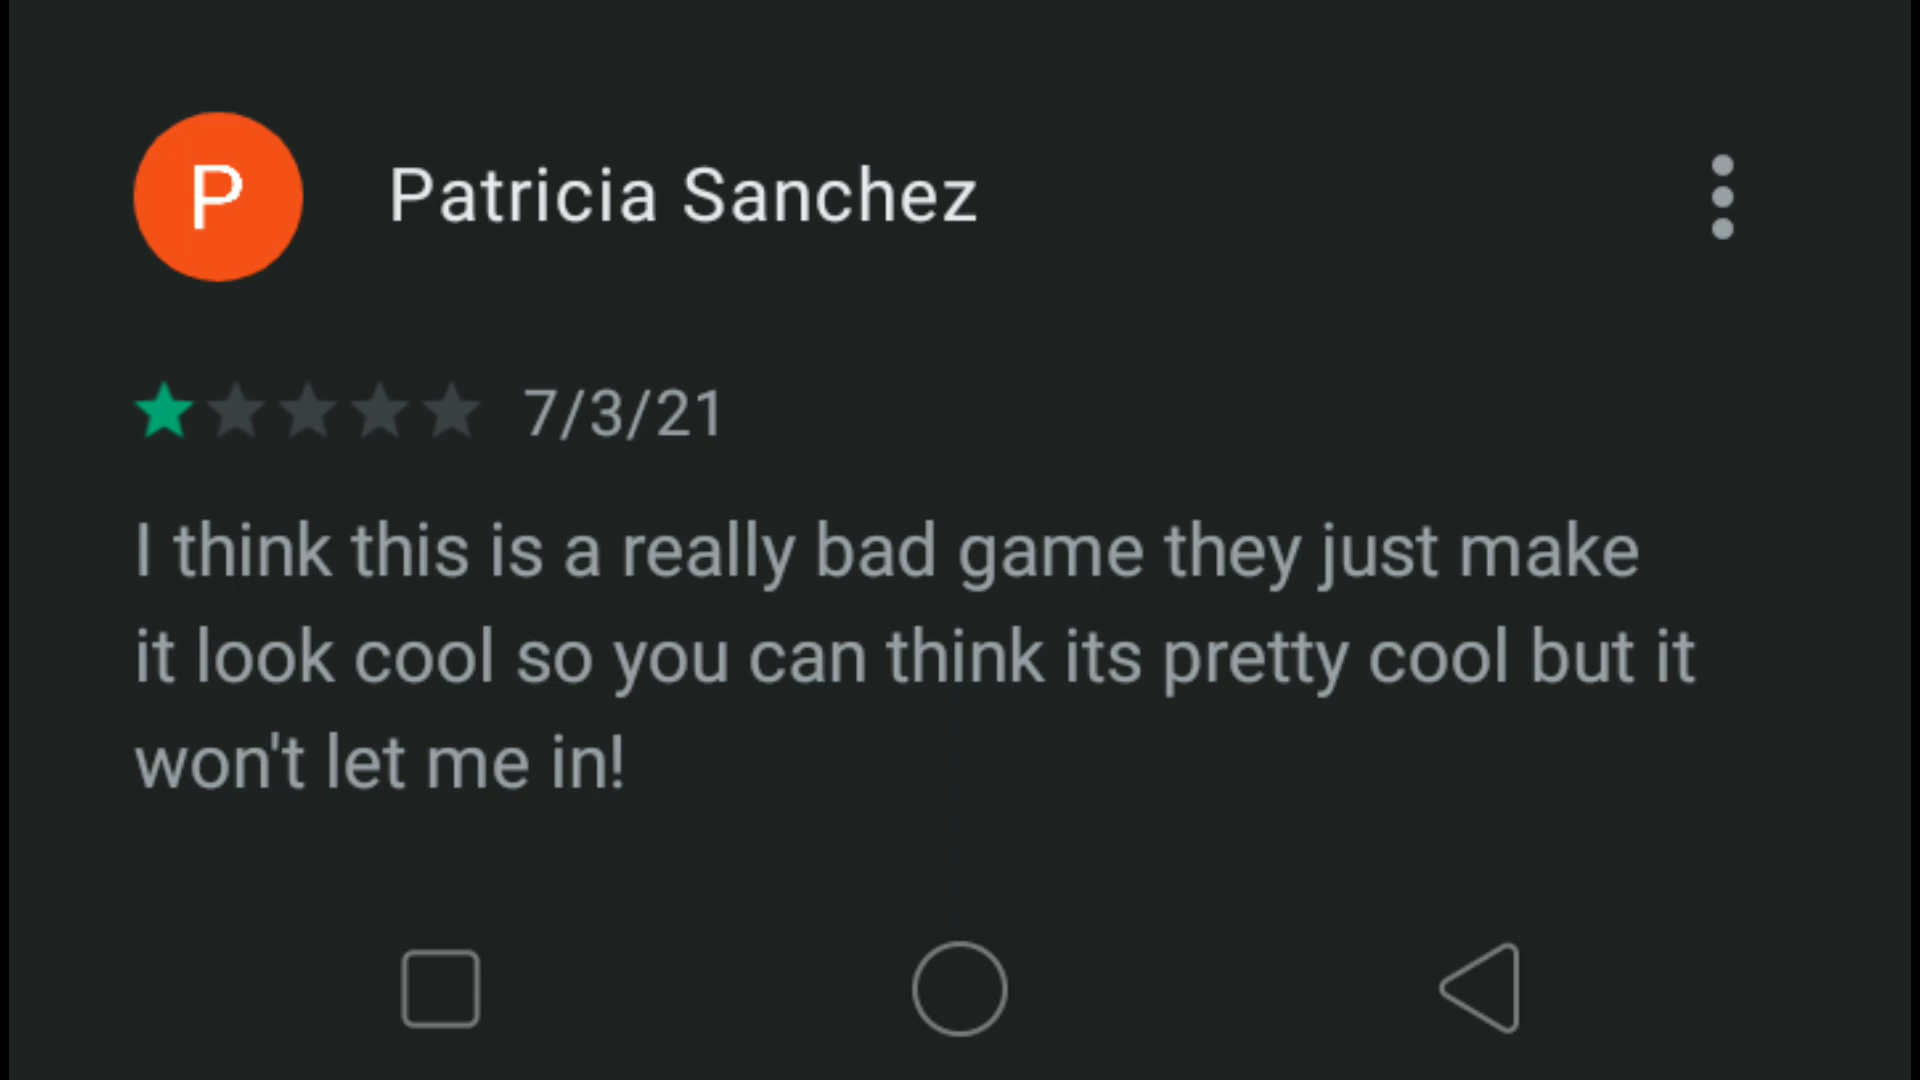 P
Patricia Sanchez
7/3/21
I think this is a really bad game they just make
it look cool so you can think its pretty cool but it
won't let me in!